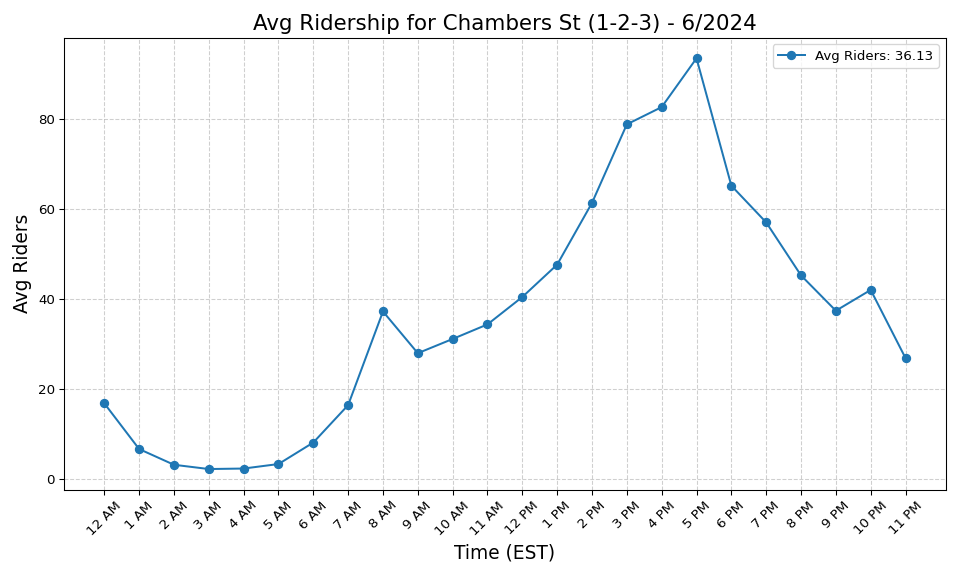 Avg Ridership for Chambers St (1-2-3) - 6/2024
Avg Riders: 36.13
Avg Riders
80
60
40
20
0
12 AM 1 AM 2 AM 3 AM 4 AM 5 AM 6 AM 7 AM 8 AM 9 AM 10 AM 11 AM 12 PM 1 PM 2 PM 3 PM 4 PM 5 PM 6 PM 7 PM 8 PM 9 PM 10 PM 11 PM
Time (EST)